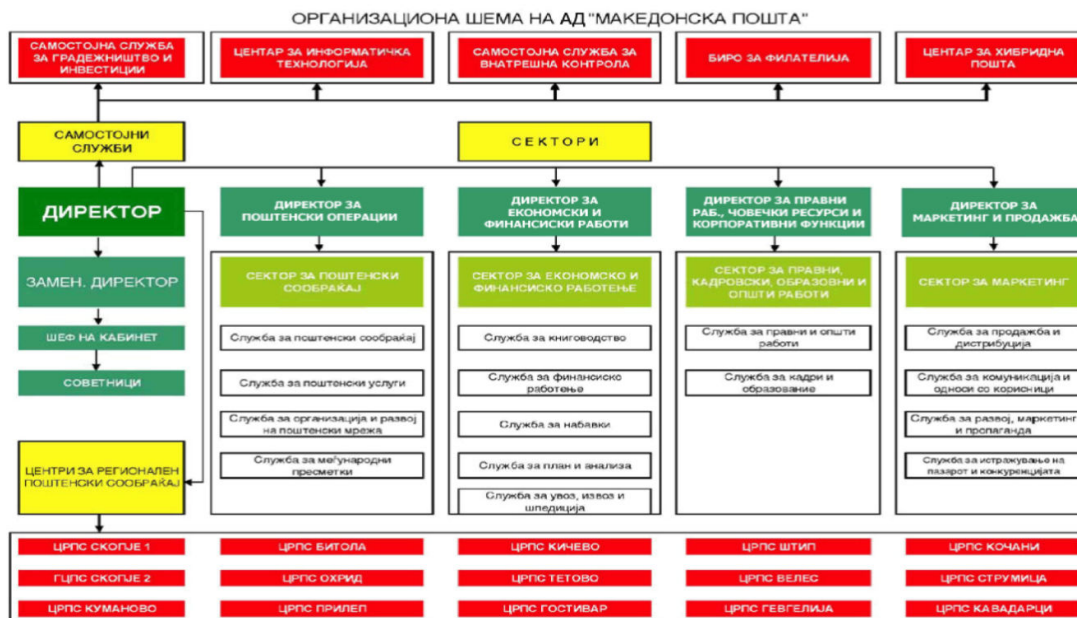 ОРГАНИЗАЦИОНА ШЕМА НА АД "МАКЕДОНСКА ПОШТА"
САМОСТОЈНА СЛУЖБА
ЗА ГРАДЕЖНИШТВО И
ИНВЕСТИЦИИ
ЦЕНТАР ЗА ИНФОРМАТИЧКА
ТЕХНОЛОГИЈА
САМОСТОЈНА СЛУЖБА ЗА
ВНАТРЕШНА КОНТРОЛА
БИРО ЗА ФИЛАТЕЛИЈА
ЦЕНТАР ЗА ХИБРИДНА
ПОШТА
САМОСТОЈНИ
СЛУЖБИ
С Е К Т О Р И
ДИРЕКТОР
ДИРЕКТОР ЗА
ПОШТЕНСКИ ОПЕРАЦИИ
ДИРЕКТОР ЗА
ЕКОНОМСКИ И
ФИНАНСИСКИ РАБОТИ
ДИРЕКТОР ЗА ПРАВНИ
РАБ., ЧОВЕЧКИ РЕСУРСИ И
КОРПОРАТИВНИ ФУНКЦИИ
ДИРЕКТОР ЗА
МАРКЕТИНГ И ПРОДАЖБА
ЗАМЕН. ДИРЕКТОР
ШЕФ НА КАБИНЕТ
СОВЕТНИЦИ
СЕКТОР ЗА ПОШТЕНСКИ
СООБРАЌАЈ
Служба за поштенски сообраќај
Служба за поштенски услуги
Служба за организација и развој
на поштенски мрежа
Служба за меѓународни
пресметки
СЕКТОР ЗА ЕКОНОМСКО И
ФИНАНСИСКО РАБОТЕЊЕ
Служба за книговодство
Служба за финансиско
работење
Служба за набавки
Служба за план и анализа
Служба за увоз, извоз и
шпедиција
СЕКТОР ЗА ПРАВНИ,
КАДРОВСКИ, ОБРАЗОВНИ И
ОПШТИ РАБОТИ
Служба за правни и општи
работи
Служба за кадри и
образование
СЕКТОР ЗА МАРКЕТИНГ
Служба за продажба и
дистрибуција
Служба за комуникација и
односи со корисници
Служба за развој, маркетинг
и пропаганда
Служба за истражување на
пазарот и конкуренцијата
ЦЕНТРИ ЗА РЕГИОНАЛЕН
ПОШТЕНСКИ СООБРАЌАЈ
ЦРПС СКОПЈЕ 1
ЦРПС БИТОЛА
ЦРПС КИЧЕВО
ЦРПС ШТИП
ЦРПС КОЧАНИ
ГЦПС СКОПЈЕ 2
ЦРПС ОХРИД
ЦРПС ТЕТОВО
ЦРПС ВЕЛЕС
ЦРПС СТРУМИЦА
ЦРПС КУМАНОВО
ЦРПС ПРИЛЕП
ЦРПС ГОСТИВАР
ЦРПС ГЕВГЕЛИЈА
ЦРПС КАВАДАРЦИ